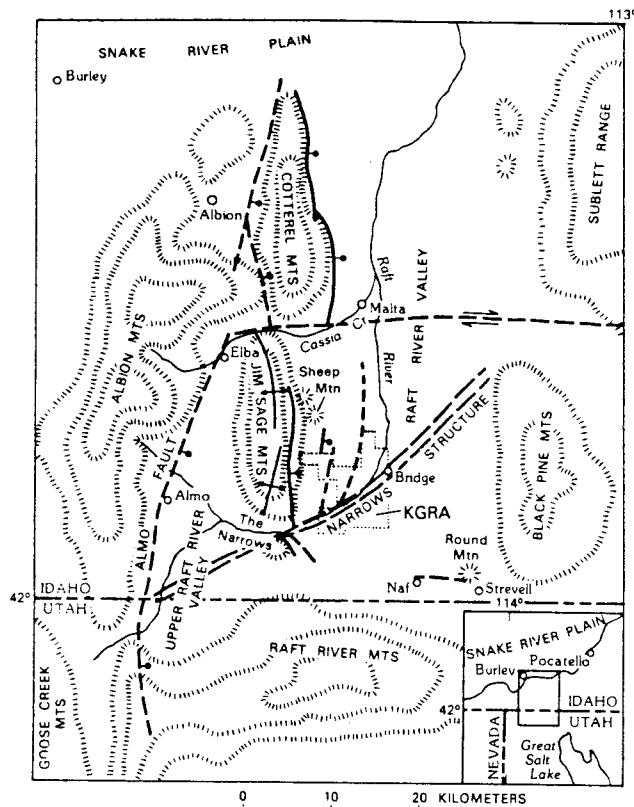 113°
SNAKE RIVER PLAIN
Burley
SUBLETT RANGE
COTTEREL MTS
Albion
Raft
River
RAFT RIVER VALLEY
Malta
ALBION MTS
Cassia Cr
Elba
Sheep
Mtn
JIM SAGE MTS
NARROWS STRUCTURE
BLACK PINE MTS
Bridge
Almo
ALMO FAULT
The
Narrows
KGRA
Round
Mtn
UPPER RAFT RIVER
VALLEY
Naf
Strevell
42°
IDAHO
UTAH
114°
RAFT RIVER MTS
GOOSE CREEK
MTS
SNAKE RIVER PLAIN
Burley
Pocatello
42°
IDAHO
UTAH
NEVADA
Great
Salt
Lake
0 10 20 KILOMETERS